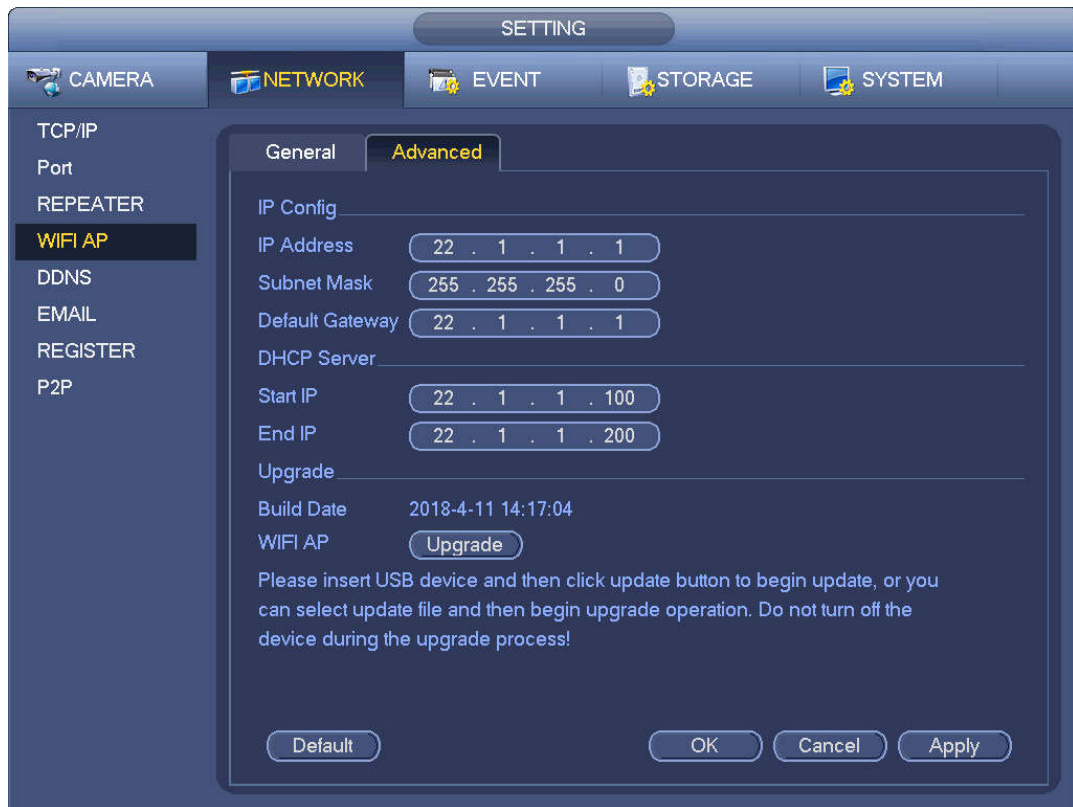 SETTING
CAMERA NETWORK EVENT STORAGE SYSTEM
TCP/IP
Port
REPEATER
WIFI AP
DDNS
EMAIL
REGISTER
P2P
General Advanced
IP Config
IP Address 22 . 1 . 1 . 1
Subnet Mask 255 . 255 . 255 . 0
Default Gateway 22 . 1 . 1 . 1
DHCP Server
Start IP 22 . 1 . 1 . 100
End IP 22 . 1 . 1 . 200
Upgrade
Build Date 2018-4-11 14:17:04
WIFI AP Upgrade
Please insert USB device and then click update button to begin update, or you
can select update file and then begin upgrade operation. Do not turn off the
device during the upgrade process!
Default OK Cancel Apply